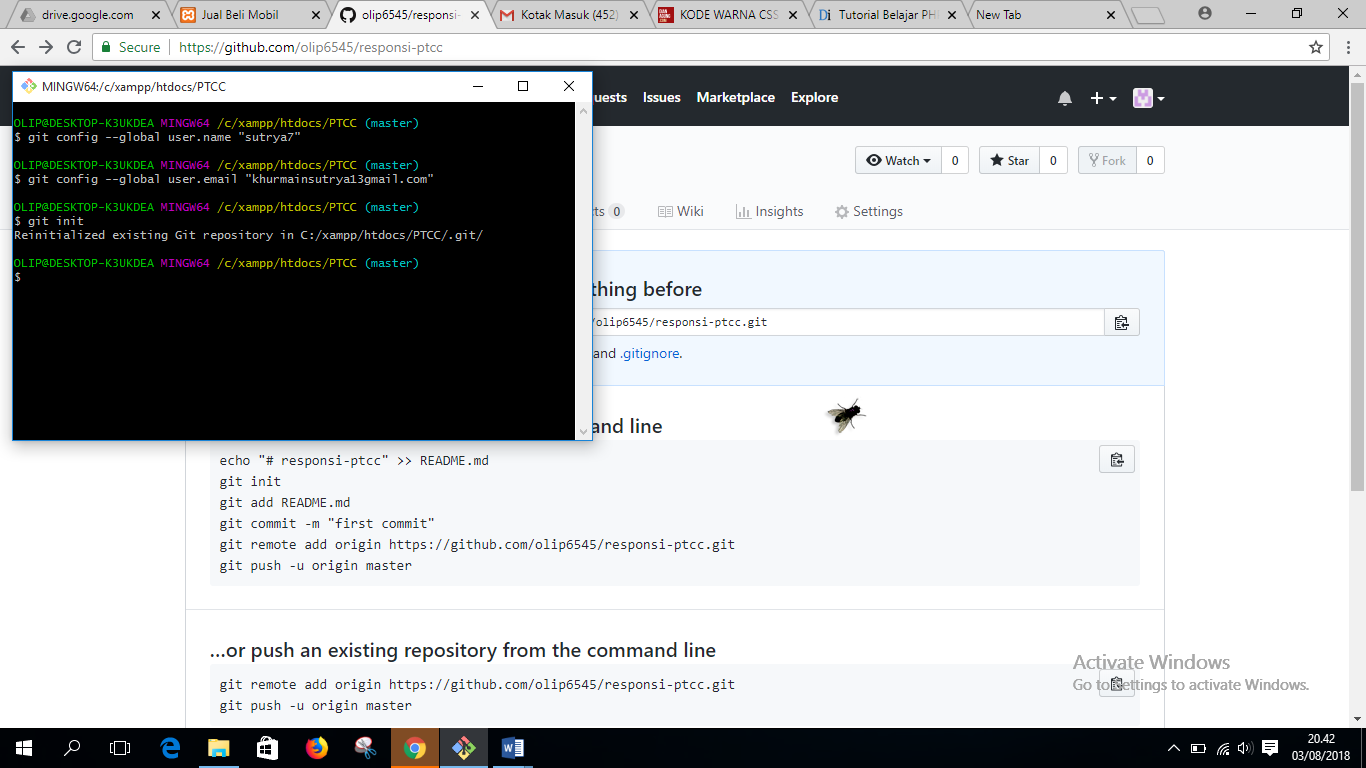 drive.google.com
Jual Beli Mobil
olip6545/responsi-
Kotak Masuk (452)
KODE WARNA CSS
Tutorial Belajar PH
New Tab
Secure
https://github.com/olip6545/responsi-ptcc
MINGW64:/c/xampp/htdocs/PTCC
OLIP@DESKTOP-K3UKDEA MINGW64 /c/xampp/htdocs/PTCC (master)
$ git config --global user.name "sutrya7"
OLIP@DESKTOP-K3UKDEA MINGW64 /c/xampp/htdocs/PTCC (master)
$ git config --global user.email "khurmainsutrya13gmail.com"
OLIP@DESKTOP-K3UKDEA MINGW64 /c/xampp/htdocs/PTCC (master)
$ git init
Reinitialized existing Git repository in C:/xampp/htdocs/PTCC/.git/
OLIP@DESKTOP-K3UKDEA MINGW64 /c/xampp/htdocs/PTCC (master)
$
uests Issues Marketplace Explore
Watch 0 Star 0 Fork 0
cts 0 Wiki Insights Settings
thing before
/olip6545/responsi-ptcc.git
and .gitignore.
and line
echo "# responsi-ptcc" >> README.md
git init
git add README.md
git commit -m "first commit"
git remote add origin https://github.com/olip6545/responsi-ptcc.git
git push -u origin master
…or push an existing repository from the command line
git remote add origin https://github.com/olip6545/responsi-ptcc.git
git push -u origin master
Activate Windows
Go to Settings to activate Windows.
20.42
03/08/2018